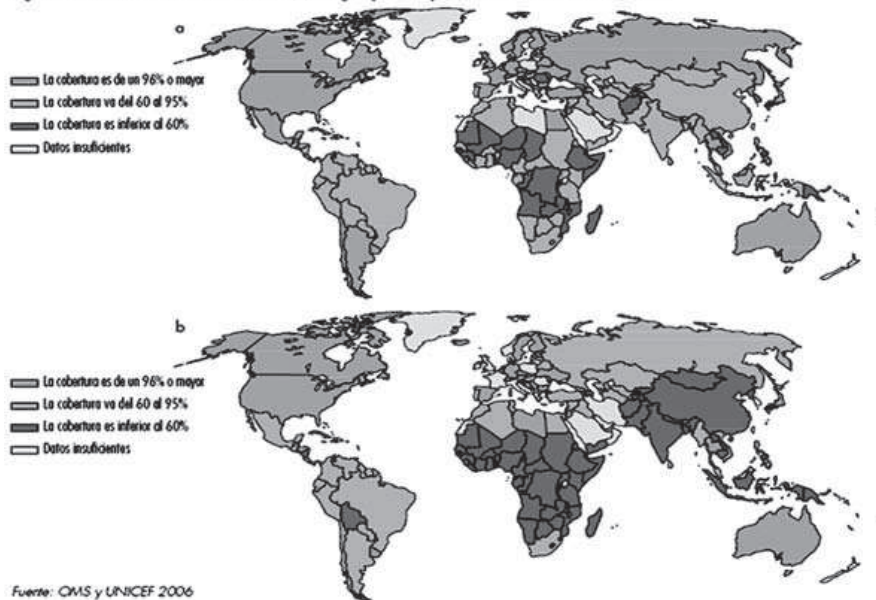 a
La cobertura es de un 96% o mayor
La cobertura va del 60 al 95%
La cobertura es inferior al 60%
Datos insuficientes
b
La cobertura es de un 96% o mayor
La cobertura va del 60 al 95%
La cobertura es inferior al 60%
Datos insuficientes
Fuente: OMS y UNICEF 2006